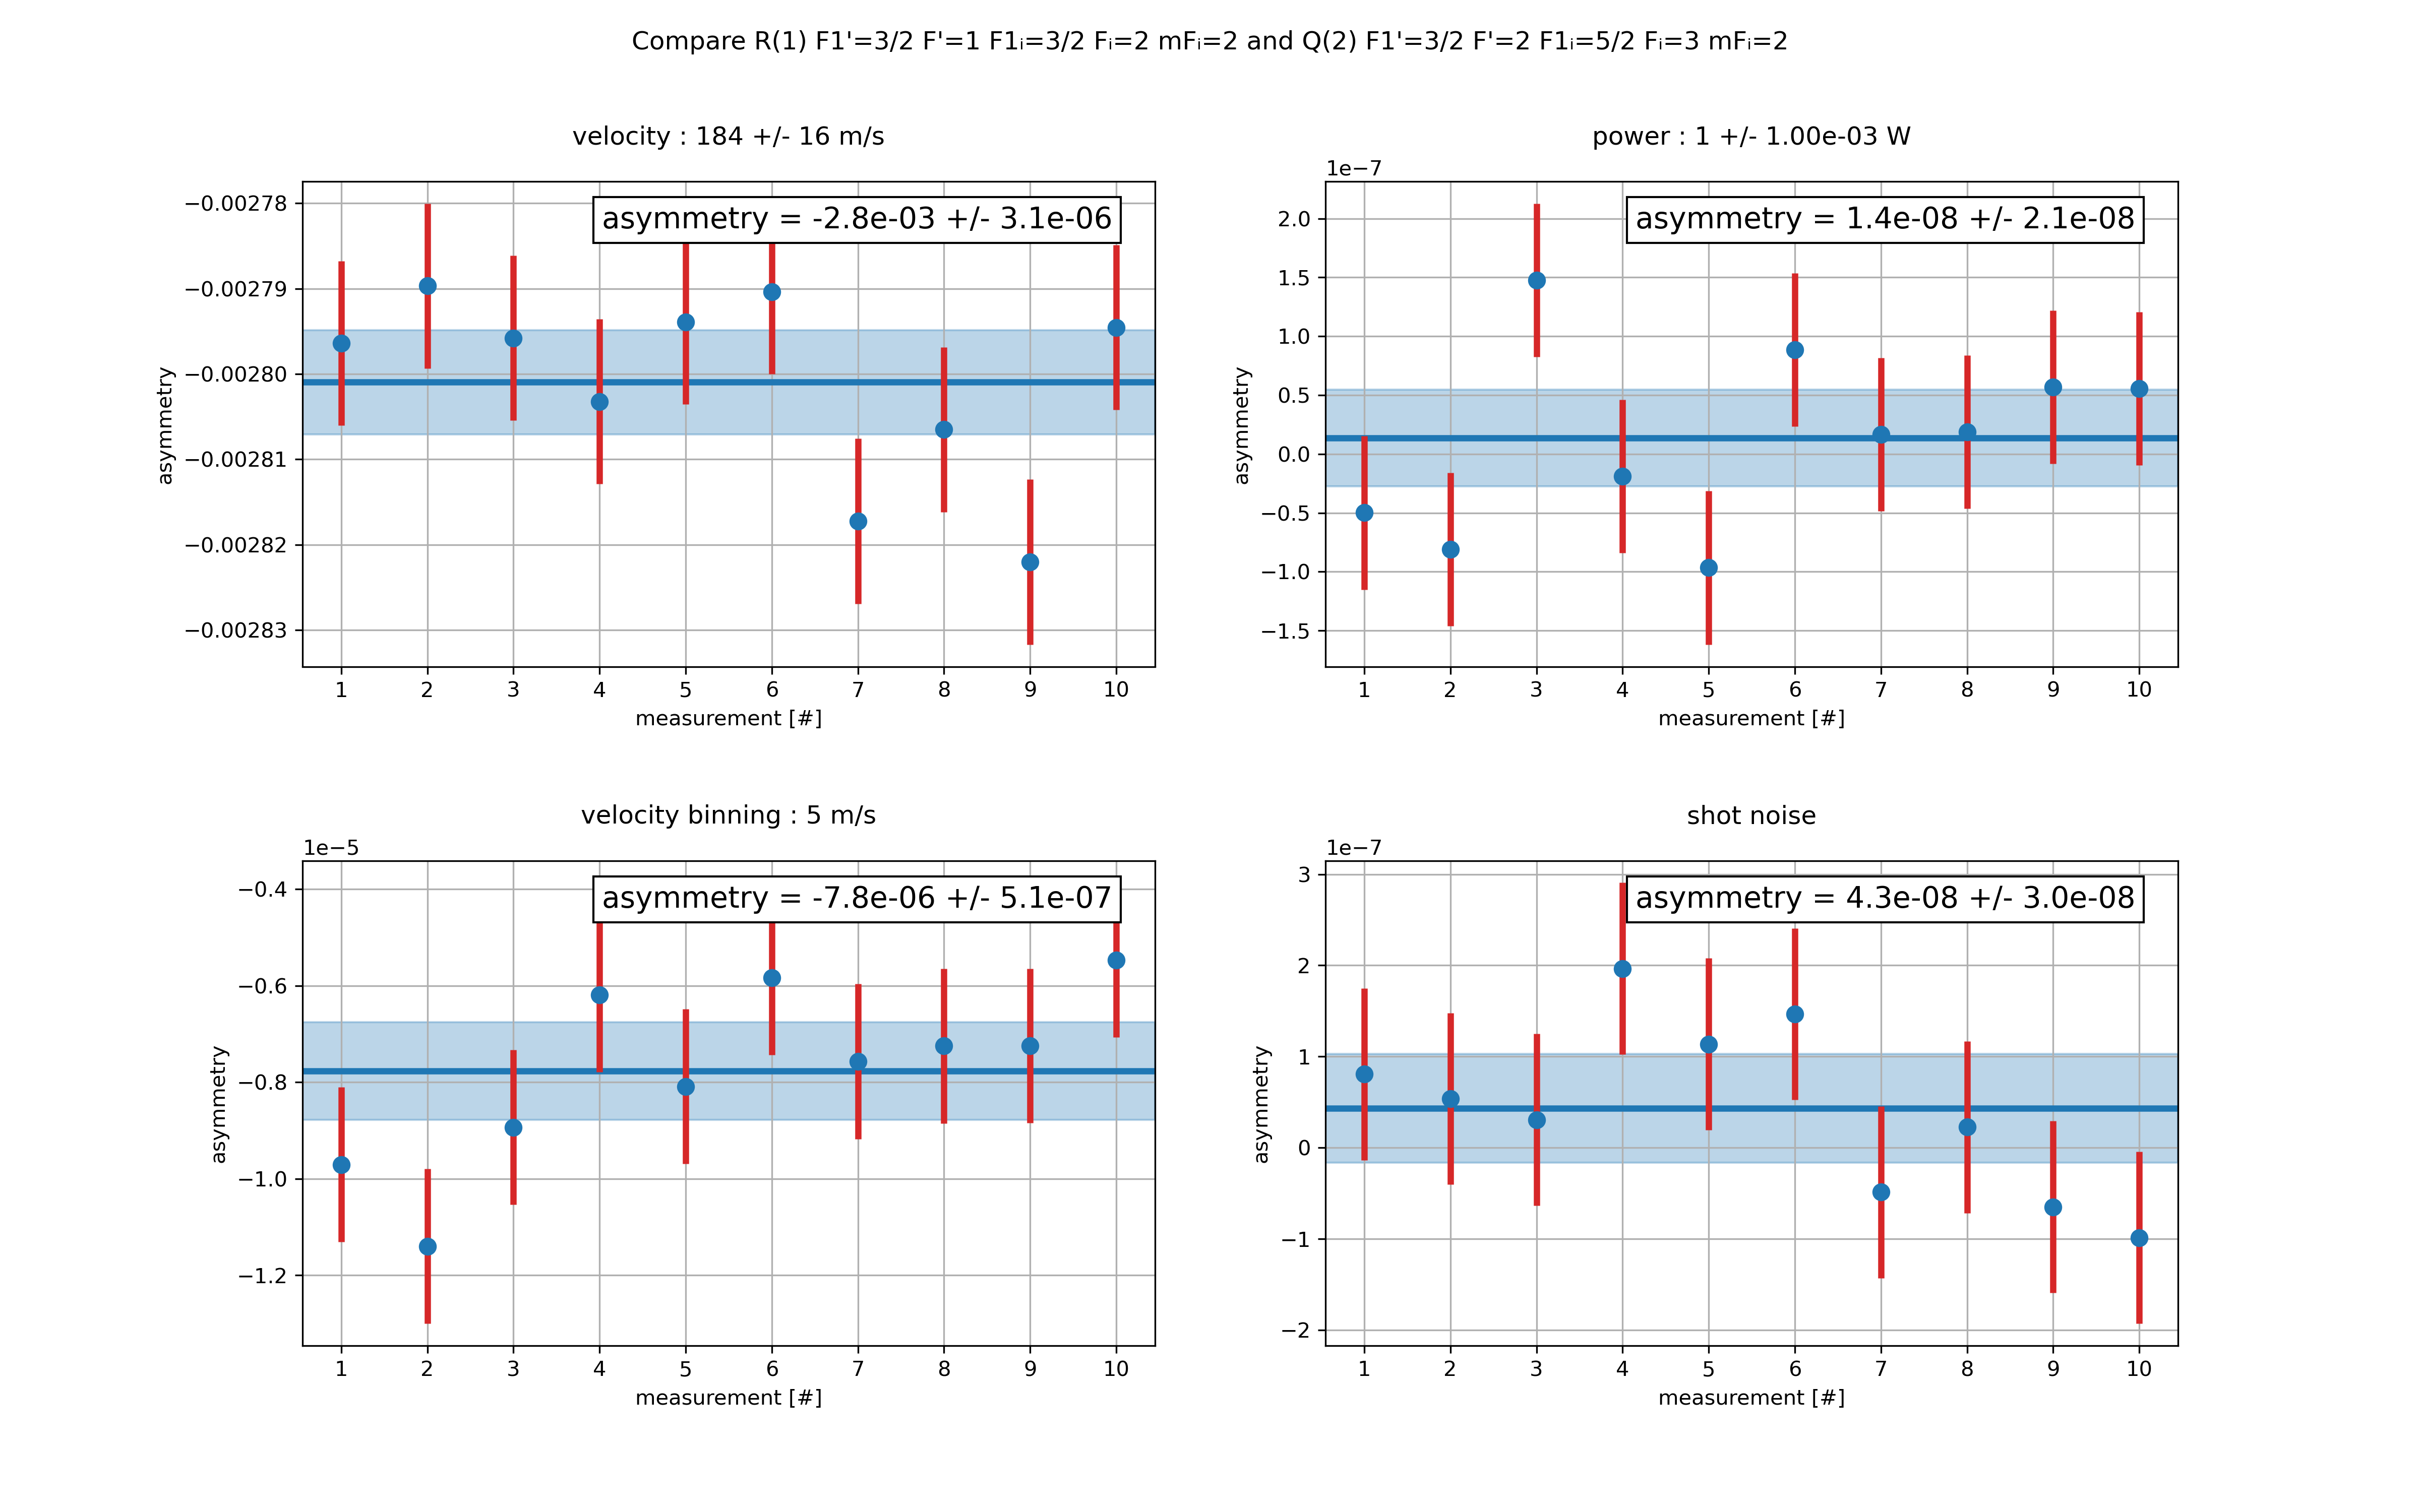 Compare R(1) F1'=3/2 F'=1 F1ᵢ=3/2 Fᵢ=2 mFᵢ=2 and Q(2) F1'=3/2 F'=2 F1ᵢ=5/2 Fᵢ=3 mFᵢ=2
velocity : 184 +/- 16 m/s
asymmetry = -2.8e-03 +/- 3.1e-06
−0.00278
−0.00279
−0.00280
−0.00281
−0.00282
−0.00283
asymmetry
1 2 3 4 5 6 7 8 9 10
measurement [#]
power : 1 +/- 1.00e-03 W
1e−7
asymmetry = 1.4e-08 +/- 2.1e-08
2.0
1.5
1.0
0.5
0.0
−0.5
−1.0
−1.5
asymmetry
1 2 3 4 5 6 7 8 9 10
measurement [#]
velocity binning : 5 m/s
1e−5
asymmetry = -7.8e-06 +/- 5.1e-07
−0.4
−0.6
−0.8
−1.0
−1.2
asymmetry
1 2 3 4 5 6 7 8 9 10
measurement [#]
shot noise
1e−7
asymmetry = 4.3e-08 +/- 3.0e-08
3
2
1
0
−1
−2
asymmetry
1 2 3 4 5 6 7 8 9 10
measurement [#]